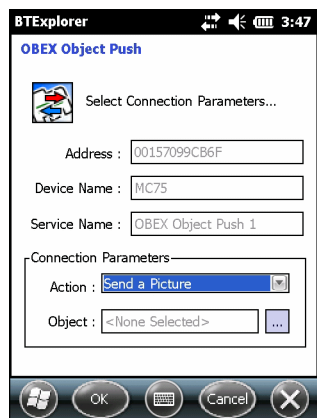 BTExplorer 3:47
OBEX Object Push
Select Connection Parameters...
Address : 00157099CB6F
Device Name : MC75
Service Name : OBEX Object Push 1
Connection Parameters
Action : Send a Picture
Object : <None Selected> ...
OK Cancel